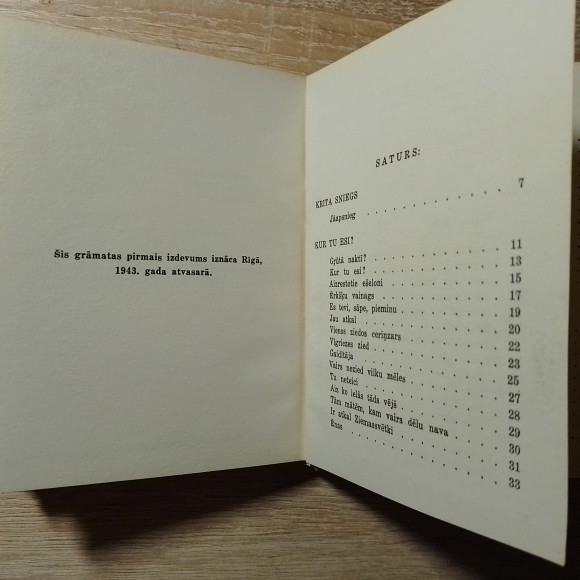 Šis grāmatas pirmais izdevums iznāca Rīgā,
1943. gada atvasarā.
SATURS:
KRITA SNIEGS
Jāapsnieg . . . . . . . . . . 7
KUR TU ESI?
Grūtā nakti? . . . . . . . . . . 11
Kur tu esi? . . . . . . . . . . 13
Aizrestotie ešeloni . . . . . . . . 15
Ērkšķu vainags . . . . . . . . . 17
Es tevi, sāpe, pieminu . . . . . . . 19
Jau atkal . . . . . . . . . . 20
Vienos ziedos ceriņzars . . . . . . . 22
Vīgriezes zied . . . . . . . . . 23
Gaidītāja . . . . . . . . . . 25
Vairs nezied vilku mēles . . . . . . 27
Tu neteici . . . . . . . . . . 28
Aiz ko ielās tāda vējā . . . . . . . 29
Tām mātēm, kam vairs dēlu nava . . . . 30
Ir atkal Ziemassvētki . . . . . . . 31
Ēnas . . . . . . . . . . 33